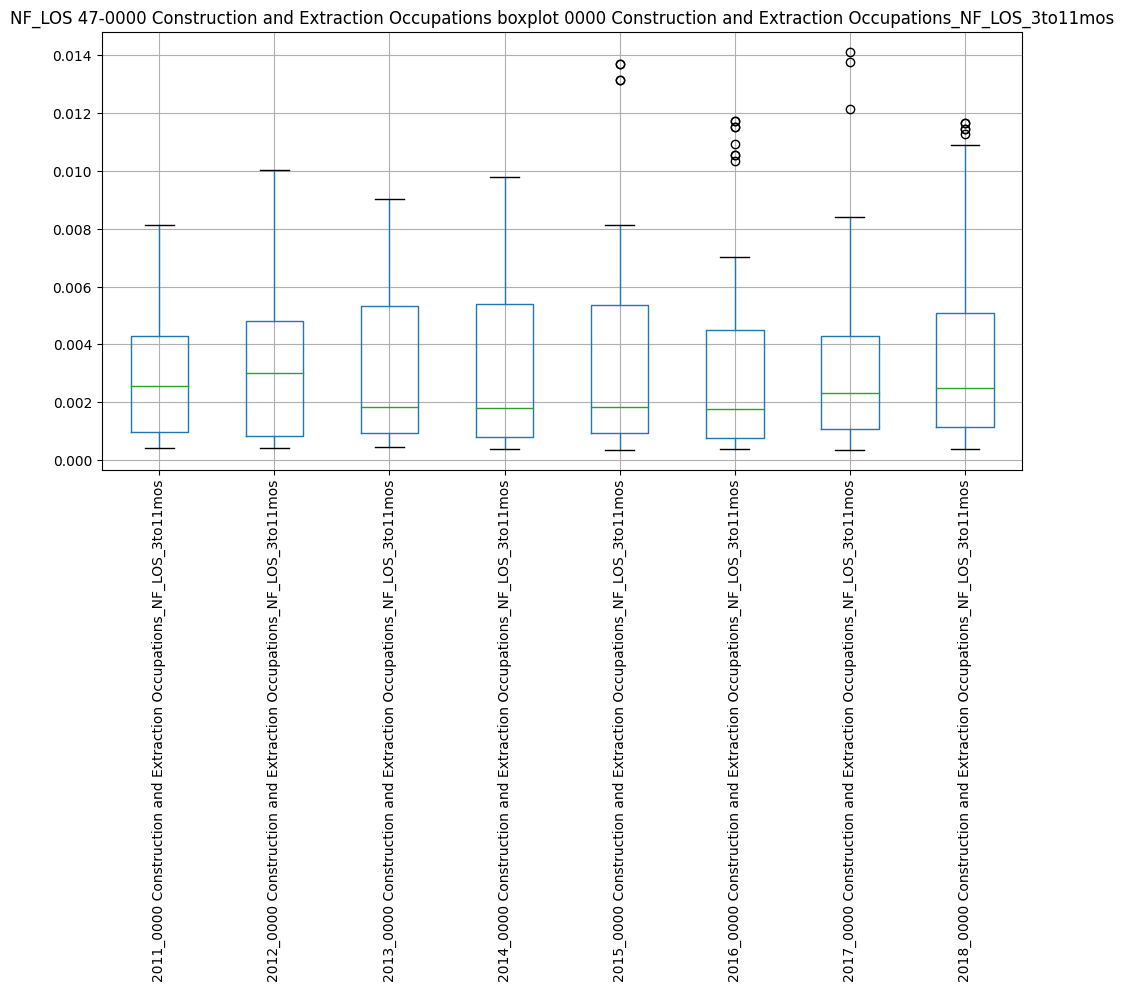 NF_LOS 47-0000 Construction and Extraction Occupations boxplot 0000 Construction and Extraction Occupations_NF_LOS_3to11mos
0.014
0.012
0.010
0.008
0.006
0.004
0.002
0.000
2011_0000 Construction and Extraction Occupations_NF_LOS_3to11mos
2012_0000 Construction and Extraction Occupations_NF_LOS_3to11mos
2013_0000 Construction and Extraction Occupations_NF_LOS_3to11mos
2014_0000 Construction and Extraction Occupations_NF_LOS_3to11mos
2015_0000 Construction and Extraction Occupations_NF_LOS_3to11mos
2016_0000 Construction and Extraction Occupations_NF_LOS_3to11mos
2017_0000 Construction and Extraction Occupations_NF_LOS_3to11mos
2018_0000 Construction and Extraction Occupations_NF_LOS_3to11mos